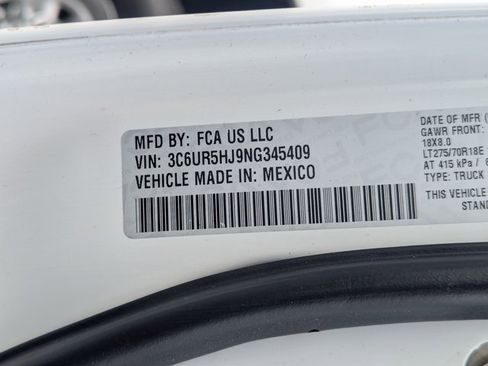 MFD BY: FCA US LLC
VIN: 3C6UR5HJ9NG345409
VEHICLE MADE IN: MEXICO
DATE OF MFR (
GAWR FRONT:
18X8.0
LT275/70R18E
AT 415 kPa /
TYPE: TRUCK
THIS VEHICLE
STAND